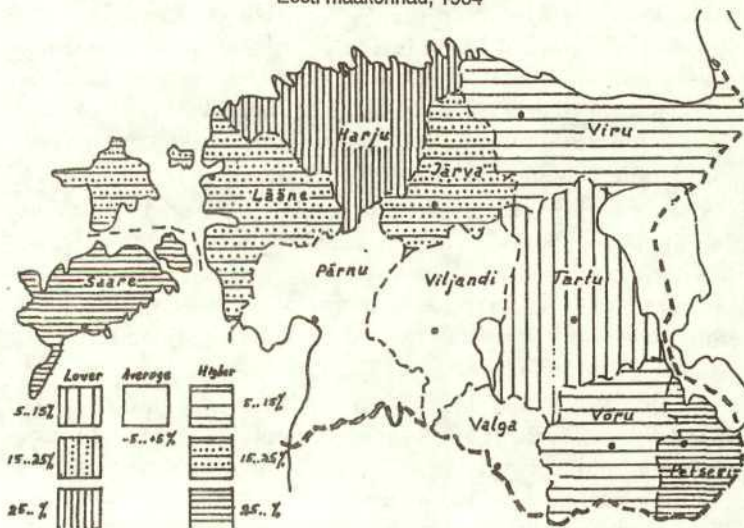 Eesti maakonnad, 1934
Harju
Viru
Järva
Lääne
Pärnu
Viljandi
Tartu
Saare
Valga
Võru
Petseri
Lower Average Higher
5..15% 5..15%
-5..+5%
15..25% 15..25%
25.. % 25.. %